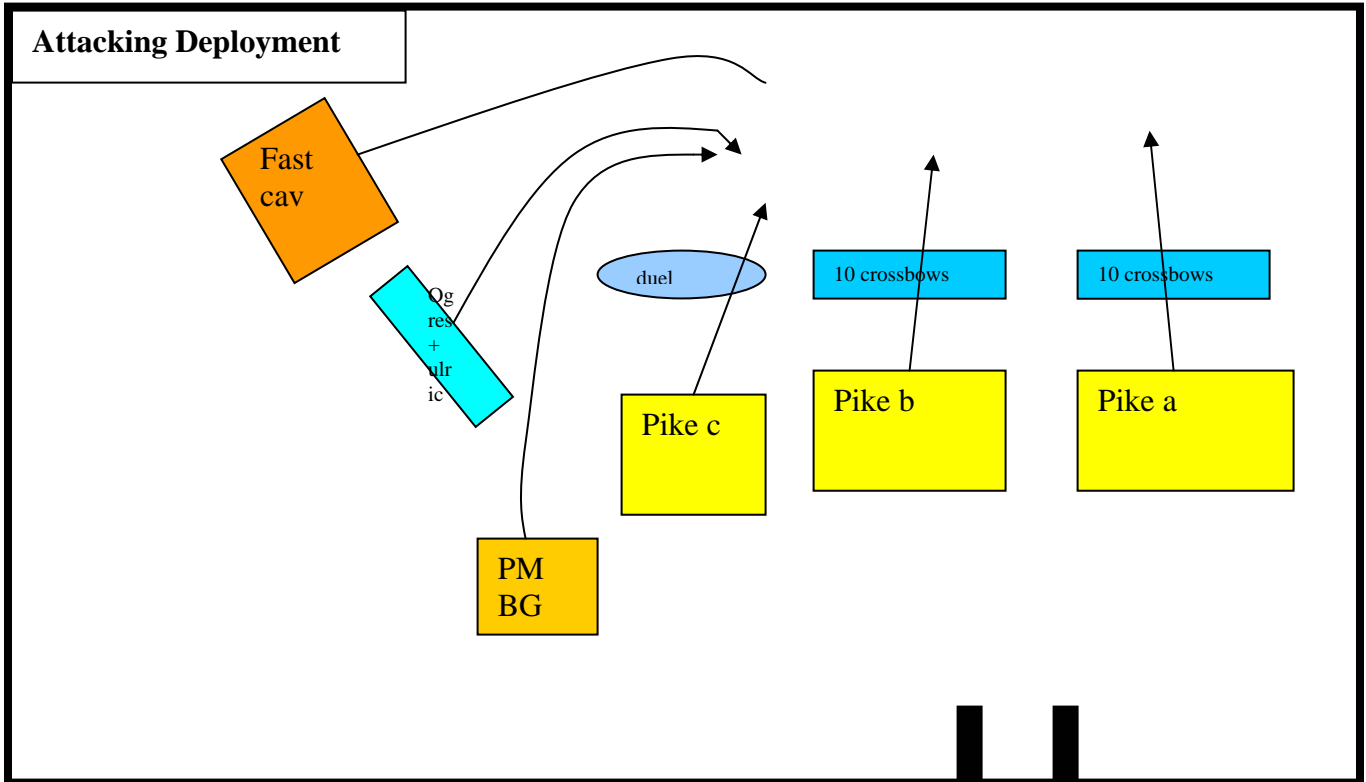 Attacking Deployment
Fast
cav
Og
res
+
ulr
ic
duel
10 crossbows
10 crossbows
Pike c
Pike b
Pike a
PM
BG